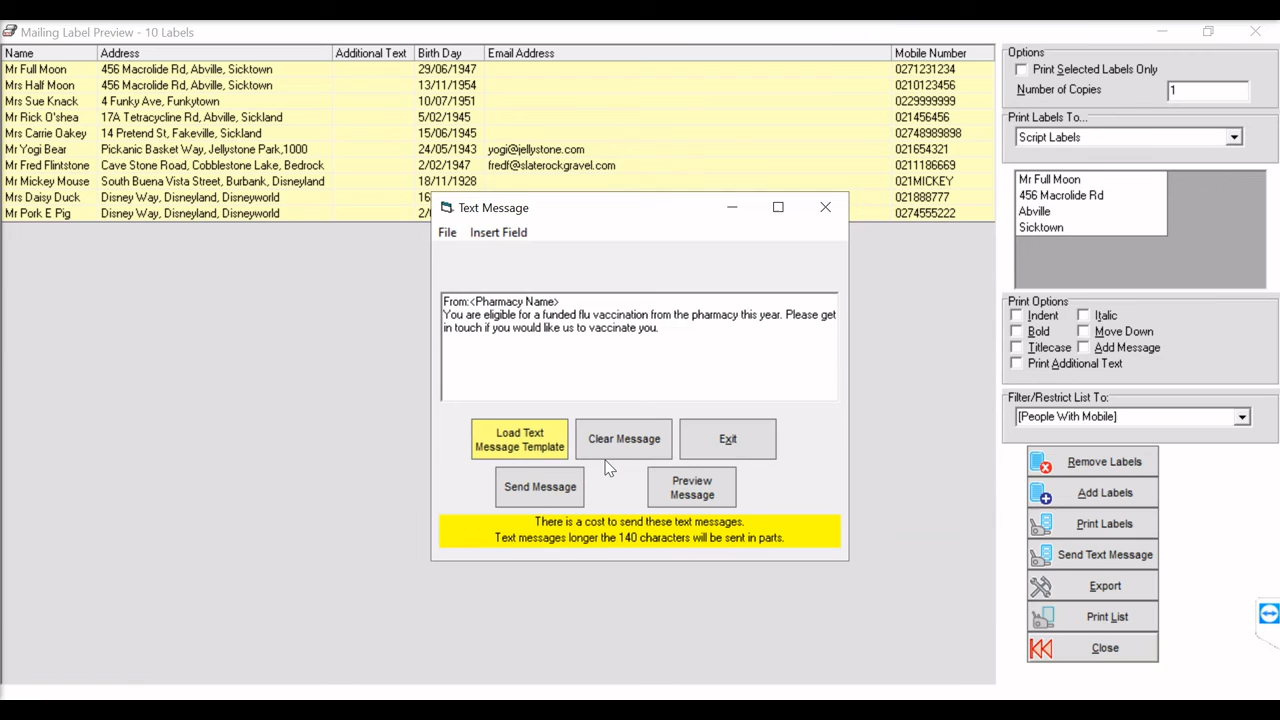 Mailing Label Preview - 10 Labels
Name Address Additional Text Birth Day Email Address Mobile Number
Mr Full Moon 456 Macrolide Rd, Abville, Sicktown 29/06/1947 0271231234
Mrs Half Moon 456 Macrolide Rd, Abville, Sicktown 13/11/1954 0210123456
Mrs Sue Knack 4 Funky Ave, Funkytown 10/07/1951 0229999999
Mr Rick O'shea 17A Tetracycline Rd, Abville, Sickland 5/02/1945 021456456
Mrs Carrie Oakey 14 Pretend St, Fakeville, Sickland 15/06/1945 02748989898
Mr Yogi Bear Pickanic Basket Way, Jellystone Park,1000 24/05/1943 yogi@jellystone.com 021654321
Mr Fred Flintstone Cave Stone Road, Cobblestone Lake, Bedrock 2/02/1947 fredf@slaterockgravel.com 0211186669
Mr Mickey Mouse South Buena Vista Street, Burbank, Disneyland 18/11/1928 021MICKEY
Mrs Daisy Duck Disney Way, Disneyland, Disneyworld 16 021888777
Mr Pork E Pig Disney Way, Disneyland, Disneyworld 2/ 0274555222
Text Message
File Insert Field
From:<Pharmacy Name>
You are eligible for a funded flu vaccination from the pharmacy this year. Please get
in touch if you would like us to vaccinate you.
Load Text
Message Template
Clear Message
Exit
Send Message
Preview
Message
There is a cost to send these text messages.
Text messages longer the 140 characters will be sent in parts.
Options
Print Selected Labels Only
Number of Copies 1
Print Labels To...
Script Labels
Mr Full Moon
456 Macrolide Rd
Abville
Sicktown
Print Options
Indent Italic
Bold Move Down
Titlecase Add Message
Print Additional Text
Filter/Restrict List To:
[People With Mobile]
Remove Labels
Add Labels
Print Labels
Send Text Message
Export
Print List
Close